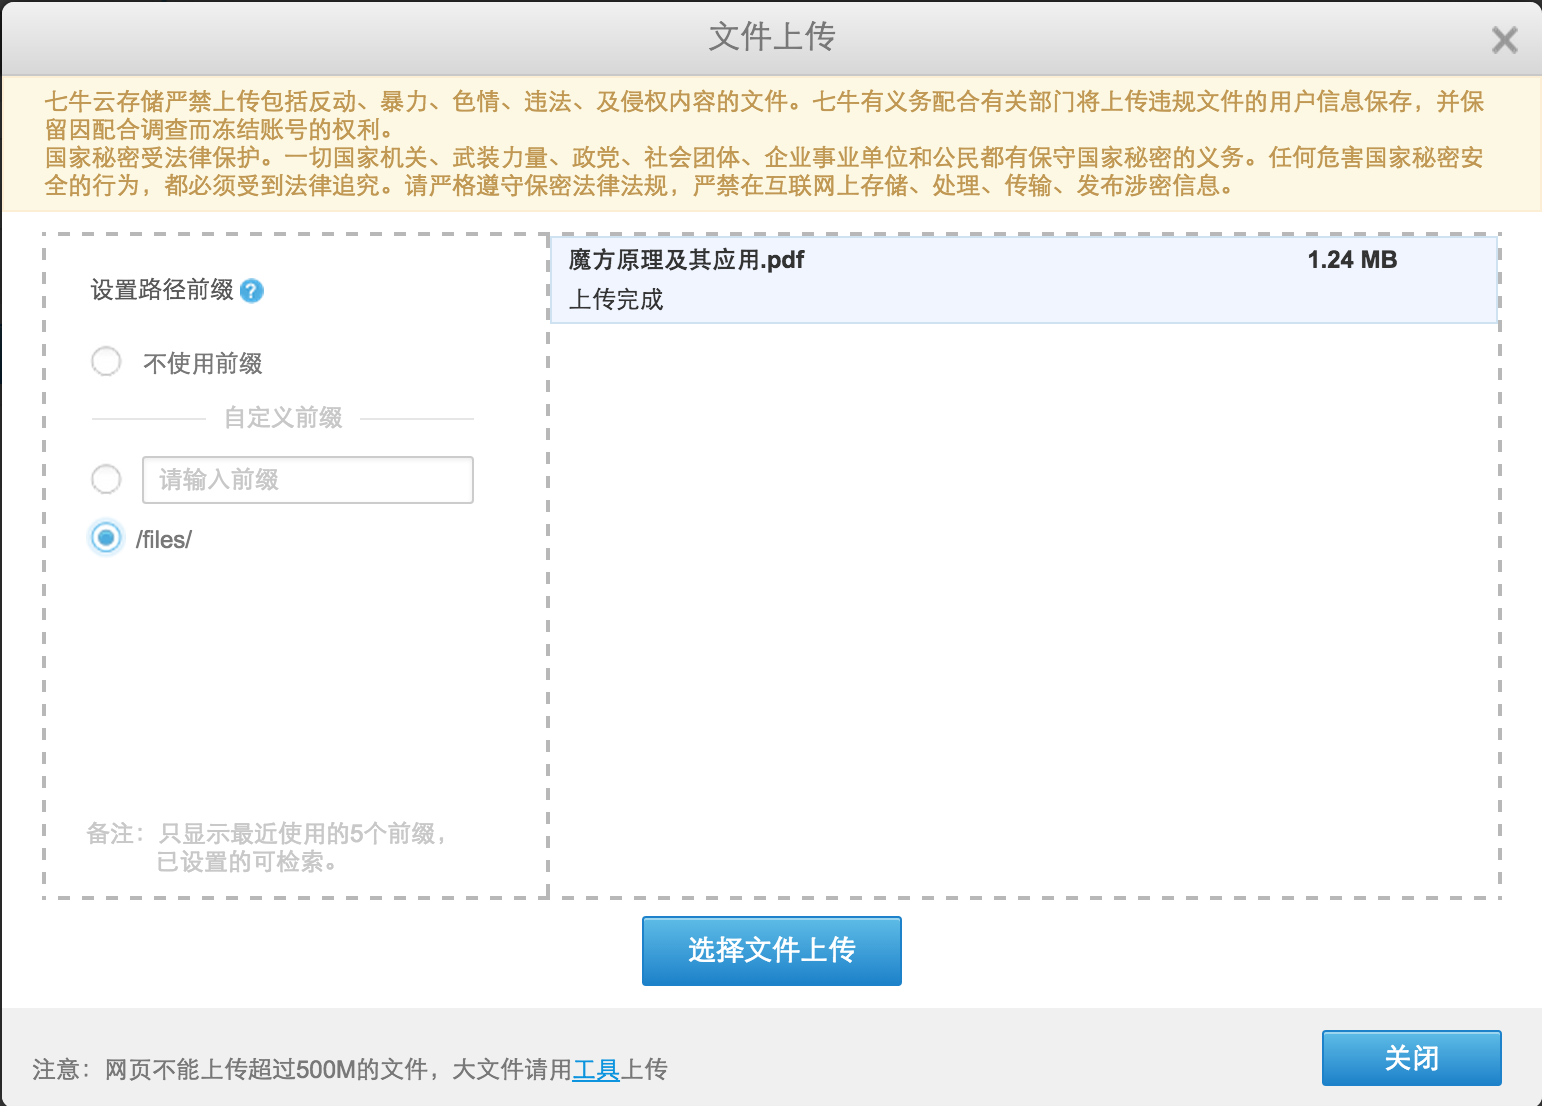 文件上传
七牛云存储严禁上传包括反动、暴力、色情、违法、及侵权内容的文件。七牛有义务配合有关部门将上传违规文件的用户信息保存，并保
留因配合调查而冻结账号的权利。
国家秘密受法律保护。一切国家机关、武装力量、政党、社会团体、企业事业单位和公民都有保守国家秘密的义务。任何危害国家秘密安
全的行为，都必须受到法律追究。请严格遵守保密法律法规，严禁在互联网上存储、处理、传输、发布涉密信息。
设置路径前缀 ?
不使用前缀
自定义前缀
请输入前缀
/files/
备注：只显示最近使用的5个前缀，
已设置的可检索。
魔方原理及其应用.pdf 1.24 MB
上传完成
选择文件上传
注意：网页不能上传超过500M的文件，大文件请用工具上传
关闭